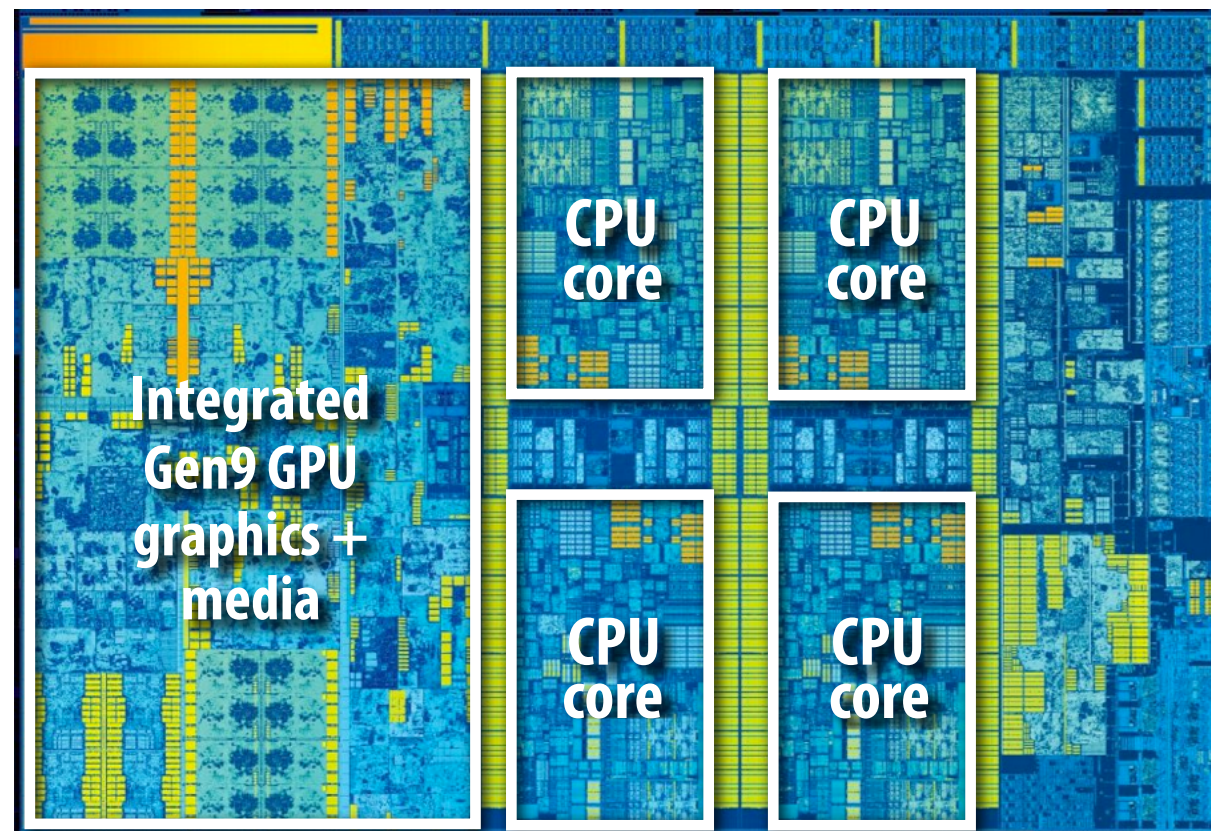 CPU
core
CPU
core
Integrated
Gen9 GPU
graphics +
media
CPU
core
CPU
core